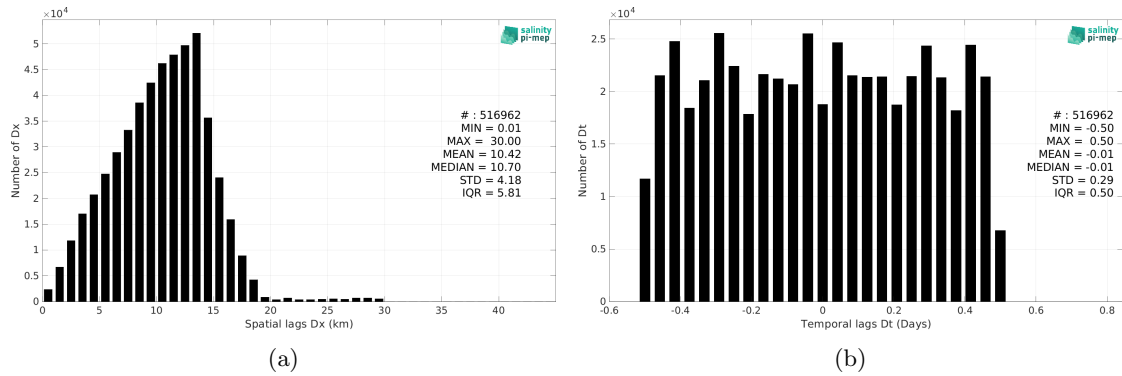 ×10⁴
5
4.5
4
3.5
3
2.5
2
1.5
1
0.5
0
Number of Dx
0 5 10 15 20 25 30 35 40
Spatial lags Dx (km)
salinity
pi-mep
# : 516962
MIN = 0.01
MAX = 30.00
MEAN = 10.42
MEDIAN = 10.70
STD = 4.18
IQR = 5.81
(a)
×10⁴
2.5
2
1.5
1
0.5
0
Number of Dt
-0.6 -0.4 -0.2 0 0.2 0.4 0.6 0.8
Temporal lags Dt (Days)
salinity
pi-mep
# : 516962
MIN = -0.50
MAX = 0.50
MEAN = -0.01
MEDIAN = -0.01
STD = 0.29
IQR = 0.50
(b)